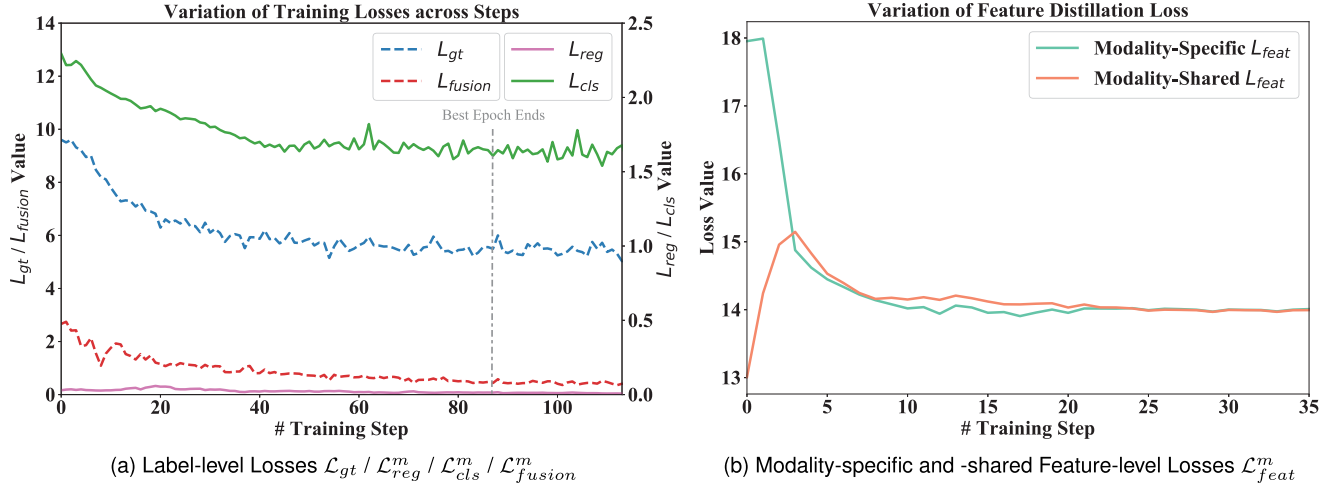 Variation of Training Losses across Steps
14
12
10
8
6
4
2
0
L_gt / L_fusion Value
2.5
2.0
1.5
1.0
0.5
0.0
L_reg / L_cls Value
L_gt
L_fusion
L_reg
L_cls
Best Epoch Ends
0 20 40 60 80 100
# Training Step
(a) Label-level Losses L_gt / L^m_reg / L^m_cls / L^m_fusion
Variation of Feature Distillation Loss
18
17
16
15
14
13
Loss Value
Modality-Specific L_feat
Modality-Shared L_feat
0 5 10 15 20 25 30 35
# Training Step
(b) Modality-specific and -shared Feature-level Losses L^m_feat